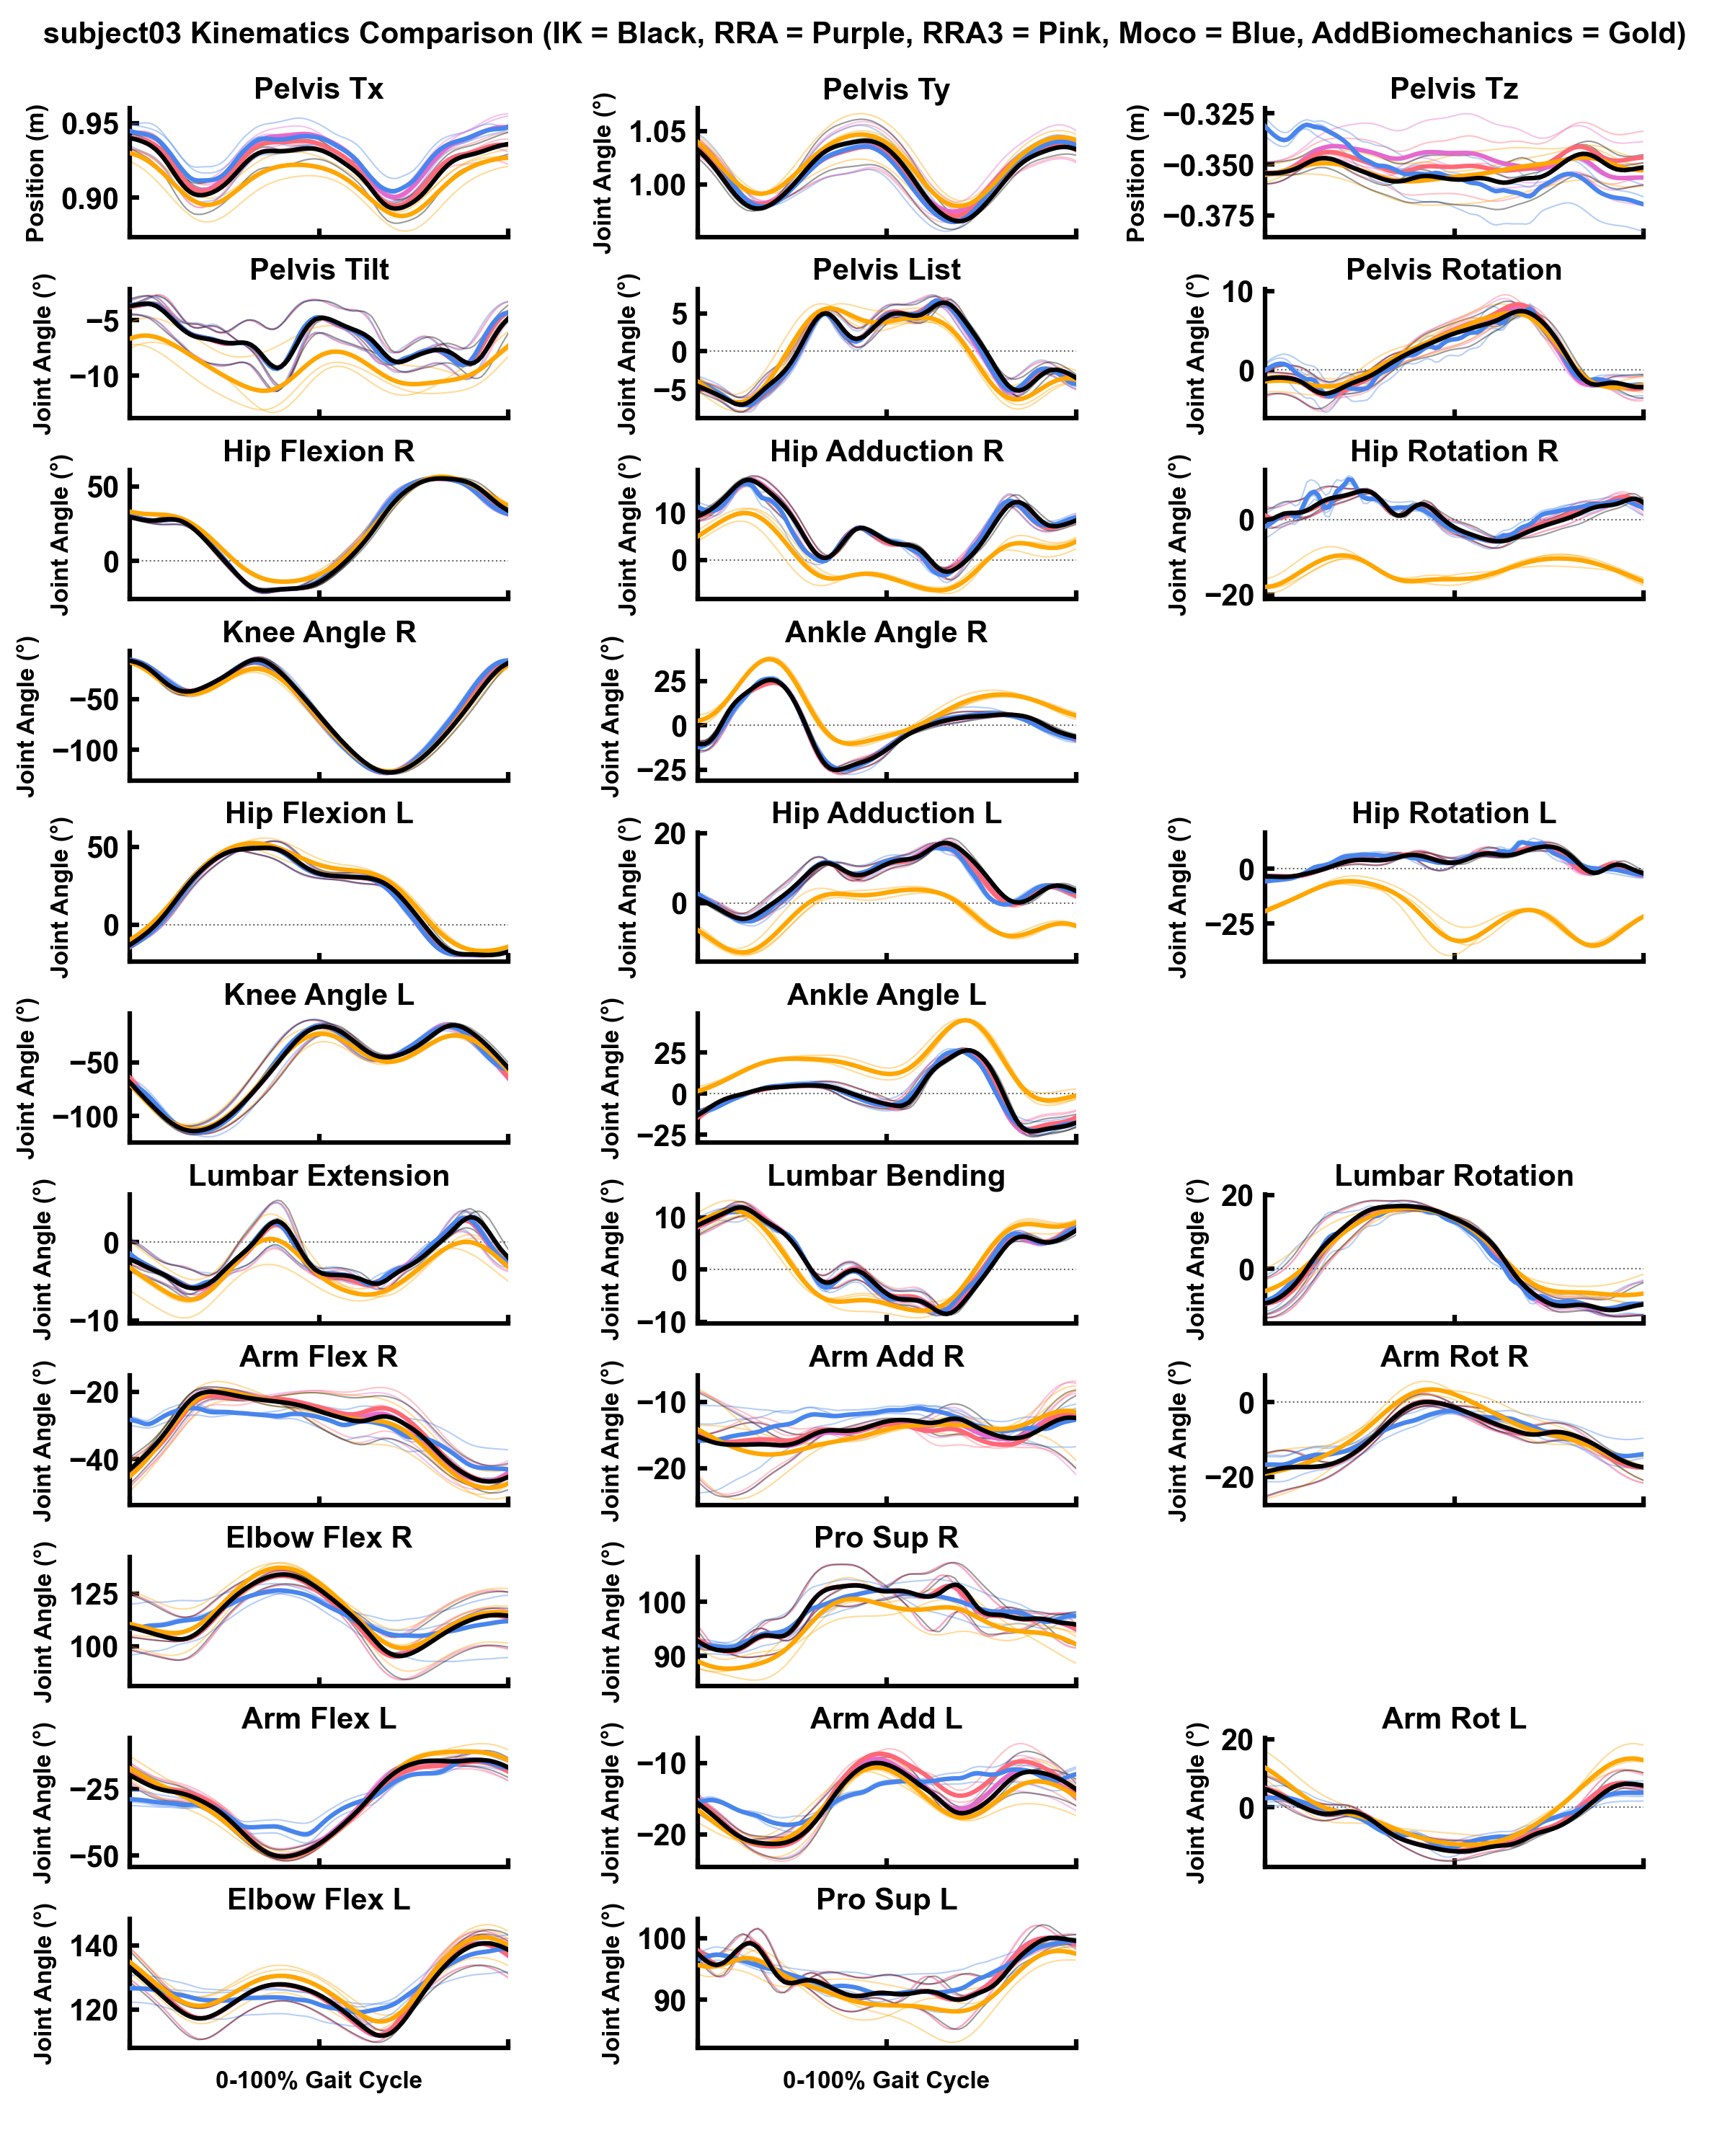 subject03 Kinematics Comparison (IK = Black, RRA = Purple, RRA3 = Pink, Moco = Blue, AddBiomechanics = Gold)
Pelvis Tx
Position (m)
0.95
0.90
Pelvis Ty
Joint Angle (°)
1.05
1.00
Pelvis Tz
Position (m)
−0.325
−0.350
−0.375
Pelvis Tilt
Joint Angle (°)
−5
−10
Pelvis List
Joint Angle (°)
5
0
−5
Pelvis Rotation
Joint Angle (°)
10
0
Hip Flexion R
Joint Angle (°)
50
0
Hip Adduction R
Joint Angle (°)
10
0
Hip Rotation R
Joint Angle (°)
0
−20
Knee Angle R
Joint Angle (°)
−50
−100
Ankle Angle R
Joint Angle (°)
25
0
−25
Hip Flexion L
Joint Angle (°)
50
0
Hip Adduction L
Joint Angle (°)
20
0
Hip Rotation L
Joint Angle (°)
0
−25
Knee Angle L
Joint Angle (°)
−50
−100
Ankle Angle L
Joint Angle (°)
25
0
−25
Lumbar Extension
Joint Angle (°)
0
−10
Lumbar Bending
Joint Angle (°)
10
0
−10
Lumbar Rotation
Joint Angle (°)
20
0
Arm Flex R
Joint Angle (°)
−20
−40
Arm Add R
Joint Angle (°)
−10
−20
Arm Rot R
Joint Angle (°)
0
−20
Elbow Flex R
Joint Angle (°)
125
100
Pro Sup R
Joint Angle (°)
100
90
Arm Flex L
Joint Angle (°)
−25
−50
Arm Add L
Joint Angle (°)
−10
−20
Arm Rot L
Joint Angle (°)
20
0
Elbow Flex L
Joint Angle (°)
140
120
0-100% Gait Cycle
Pro Sup L
Joint Angle (°)
100
90
0-100% Gait Cycle